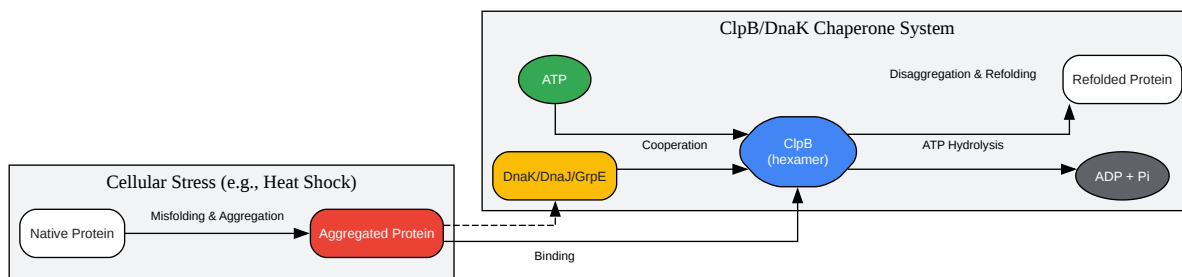 ClpB/DnaK Chaperone System
ATP
Disaggregation & Refolding
Refolded Protein
Cooperation
ClpB
(hexamer)
ATP Hydrolysis
DnaK/DnaJ/GrpE
ADP + Pi
Cellular Stress (e.g., Heat Shock)
Misfolding & Aggregation
Native Protein
Aggregated Protein
Binding